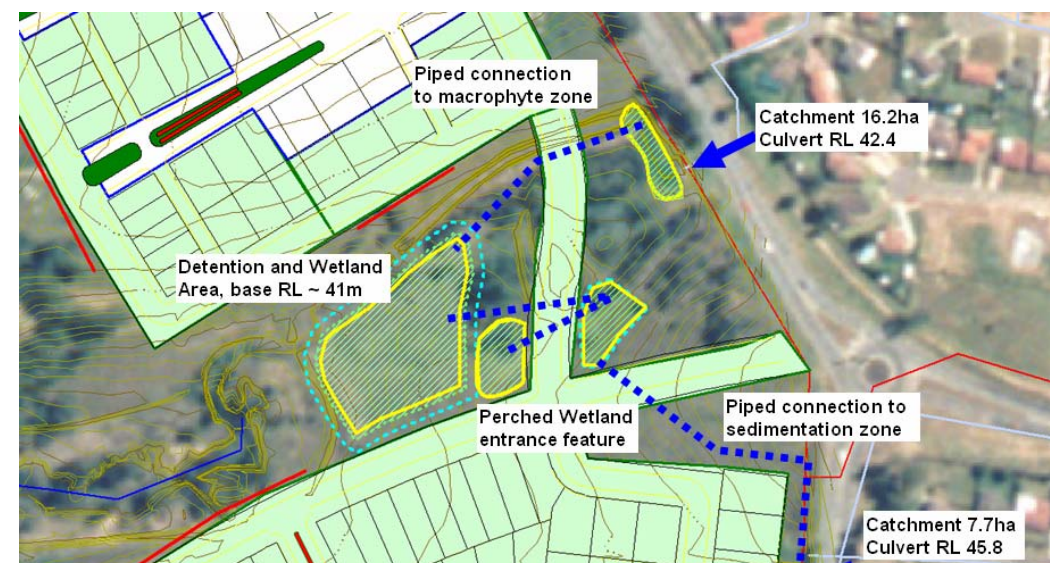 Piped connection
to macrophyte zone
Catchment 16.2ha
Culvert RL 42.4
Detention and Wetland
Area, base RL ~ 41m
Perched Wetland
entrance feature
Piped connection to
sedimentation zone
Catchment 7.7ha
Culvert RL 45.8